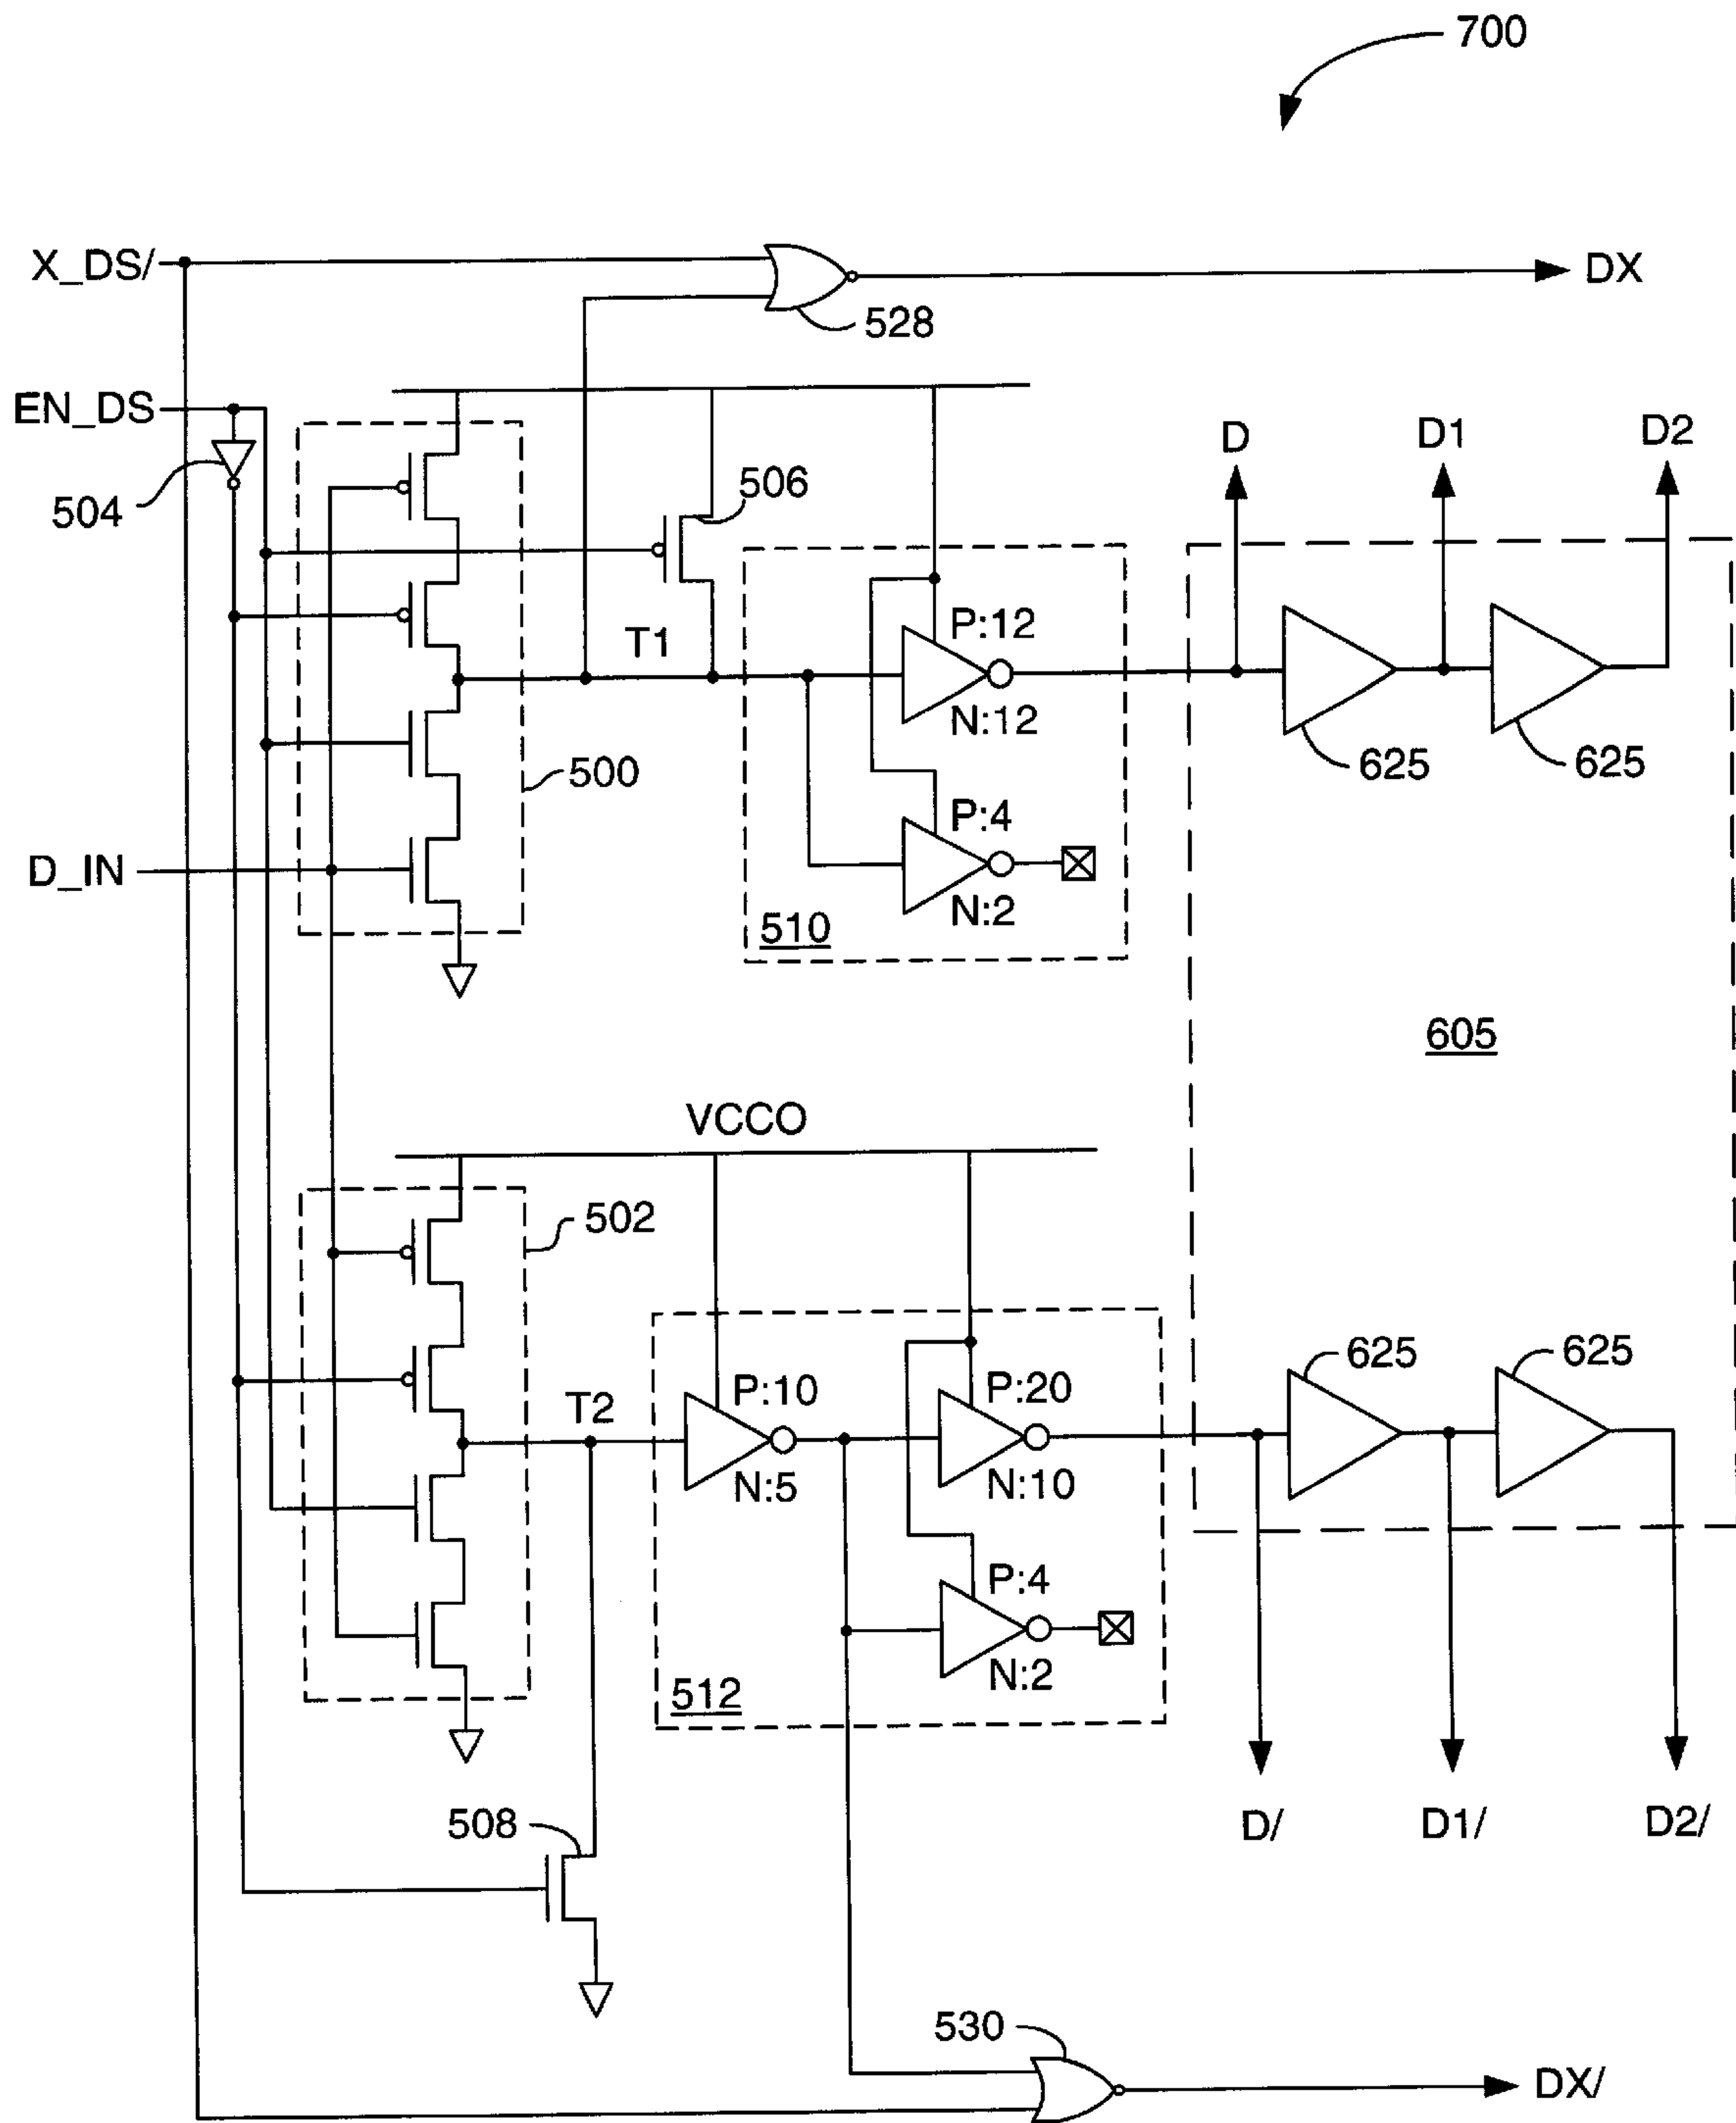 700
X_DS/
DX
528
EN_DS
504
506
D
D1
D2
P:12
T1
N:12
625
625
500
P:4
D_IN
N:2
510
605
VCCO
502
625
625
P:10
P:20
T2
N:5
N:10
P:4
N:2
512
508
D/
D1/
D2/
530
DX/